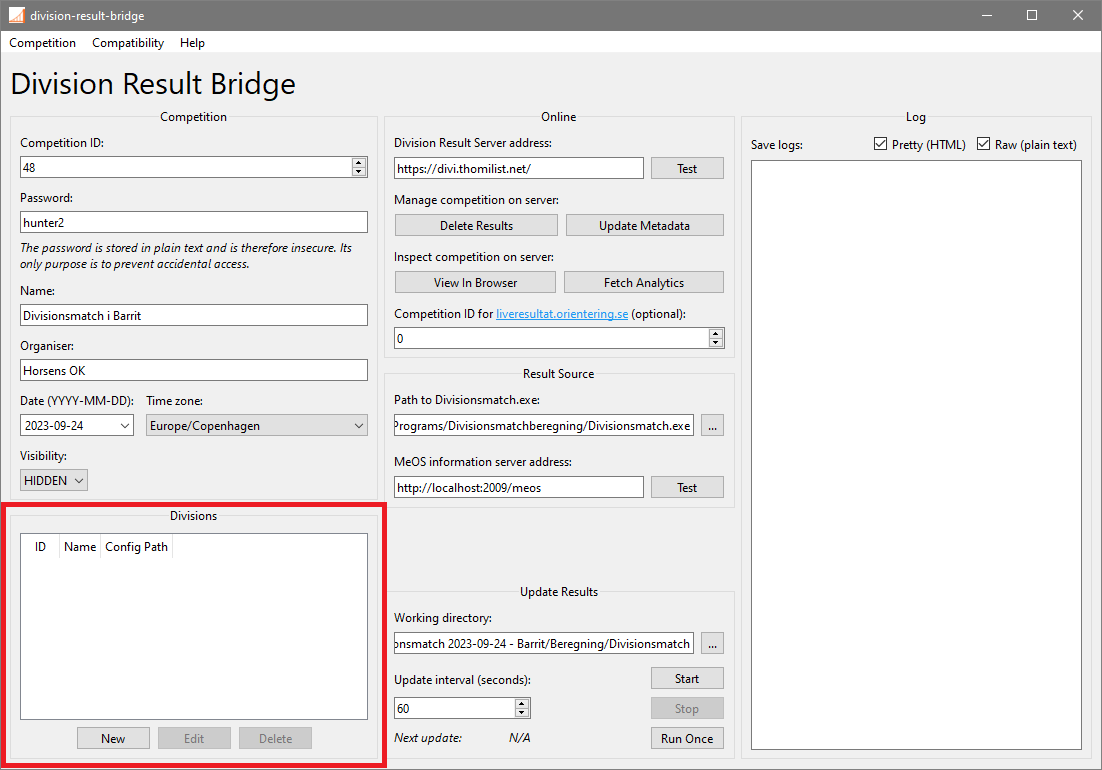 division-result-bridge
Competition Compatibility Help
Division Result Bridge
Competition
Competition ID:
48
Password:
hunter2
The password is stored in plain text and is therefore insecure. Its
only purpose is to prevent accidental access.
Name:
Divisionsmatch i Barrit
Organiser:
Horsens OK
Date (YYYY-MM-DD): Time zone:
2023-09-24 Europe/Copenhagen
Visibility:
HIDDEN
Divisions
ID Name Config Path
New Edit Delete
Online
Division Result Server address:
https://divi.thomilist.net/ Test
Manage competition on server:
Delete Results Update Metadata
Inspect competition on server:
View In Browser Fetch Analytics
Competition ID for liveresultat.orientering.se (optional):
0
Result Source
Path to Divisionsmatch.exe:
Programs/Divisionsmatchberegning/Divisionsmatch.exe ...
MeOS information server address:
http://localhost:2009/meos Test
Update Results
Working directory:
onsmatch 2023-09-24 - Barrit/Beregning/Divisionsmatch ...
Update interval (seconds): Start
60 Stop
Next update: N/A Run Once
Log
Save logs: Pretty (HTML) Raw (plain text)